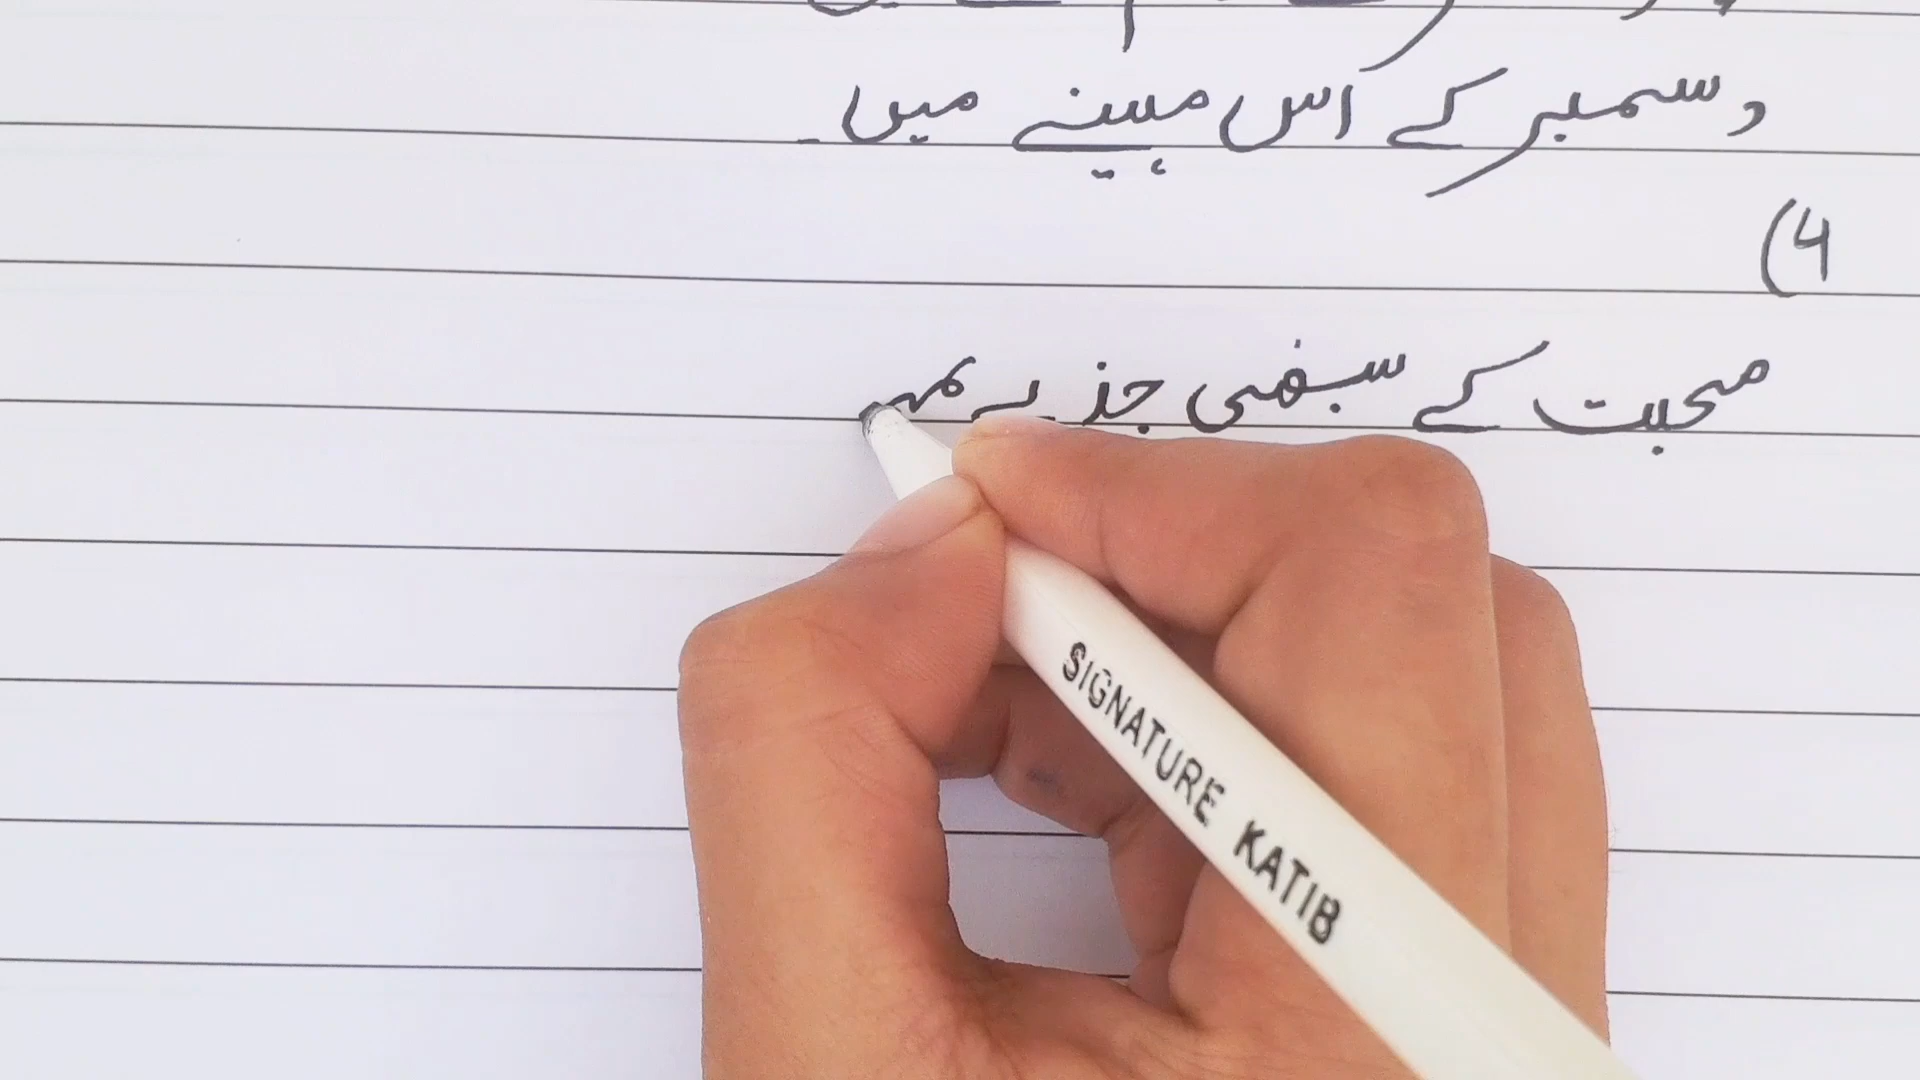 دسمبر کے اس مہینے میں۔
4)
محبت کے سبھی جذبے
SIGNATURE KATIB